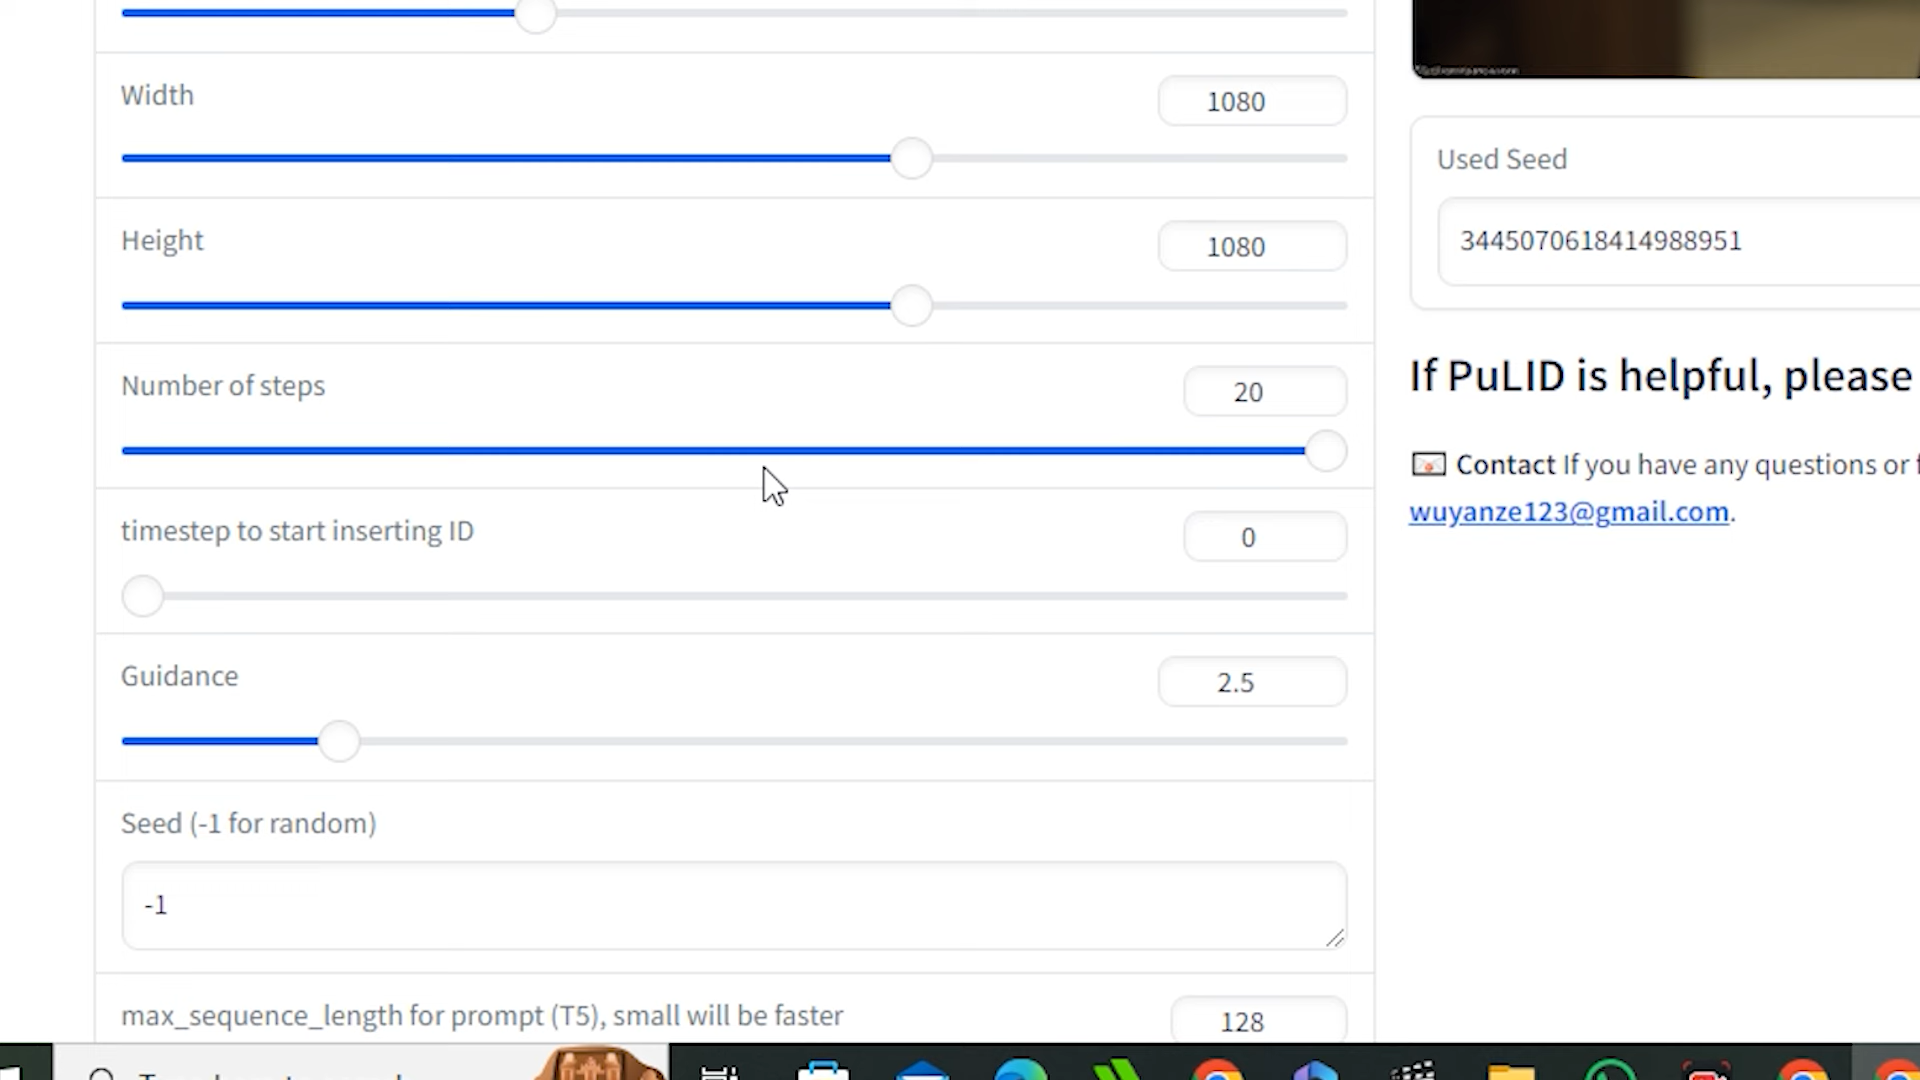 Width
1080
Height
1080
Number of steps
20
timestep to start inserting ID
0
Guidance
2.5
Seed (-1 for random)
-1
max_sequence_length for prompt (T5), small will be faster
128
Used Seed
3445070618414988951
If PuLID is helpful, please
Contact If you have any questions or f
wuyanze123@gmail.com.